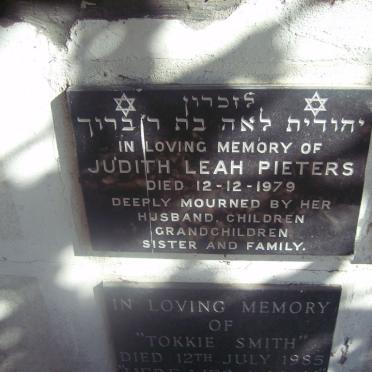 לזכרון
יהודית לאה בת ר׳ ברוך
IN LOVING MEMORY OF
JUDITH LEAH PIETERS
DIED 12-12-1979
DEEPLY MOURNED BY HER
HUSBAND, CHILDREN
GRANDCHILDREN
SISTER AND FAMILY.
IN LOVING MEMORY
OF
"TOKKIE SMITH"
DIED 12TH JULY 1985